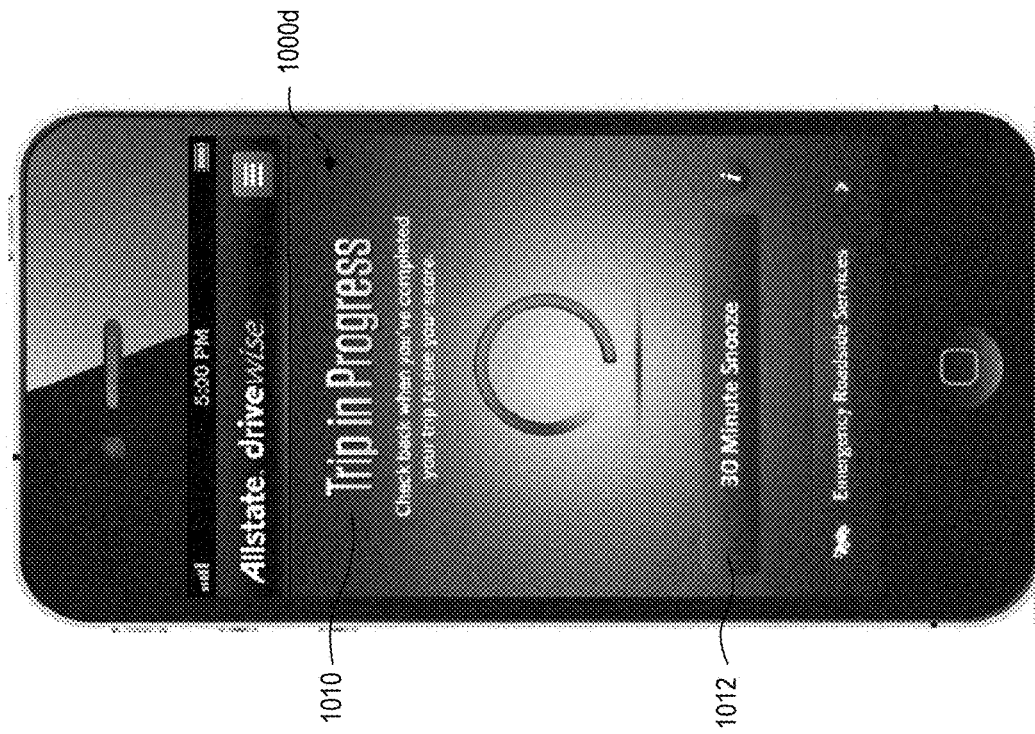 1000d
5:00 PM
Allstate. drivewise
1010
Trip in Progress
Check back when you've completed
your trip to see your score.
1012
30 Minute Snooze
i
Emergency Roadside Services